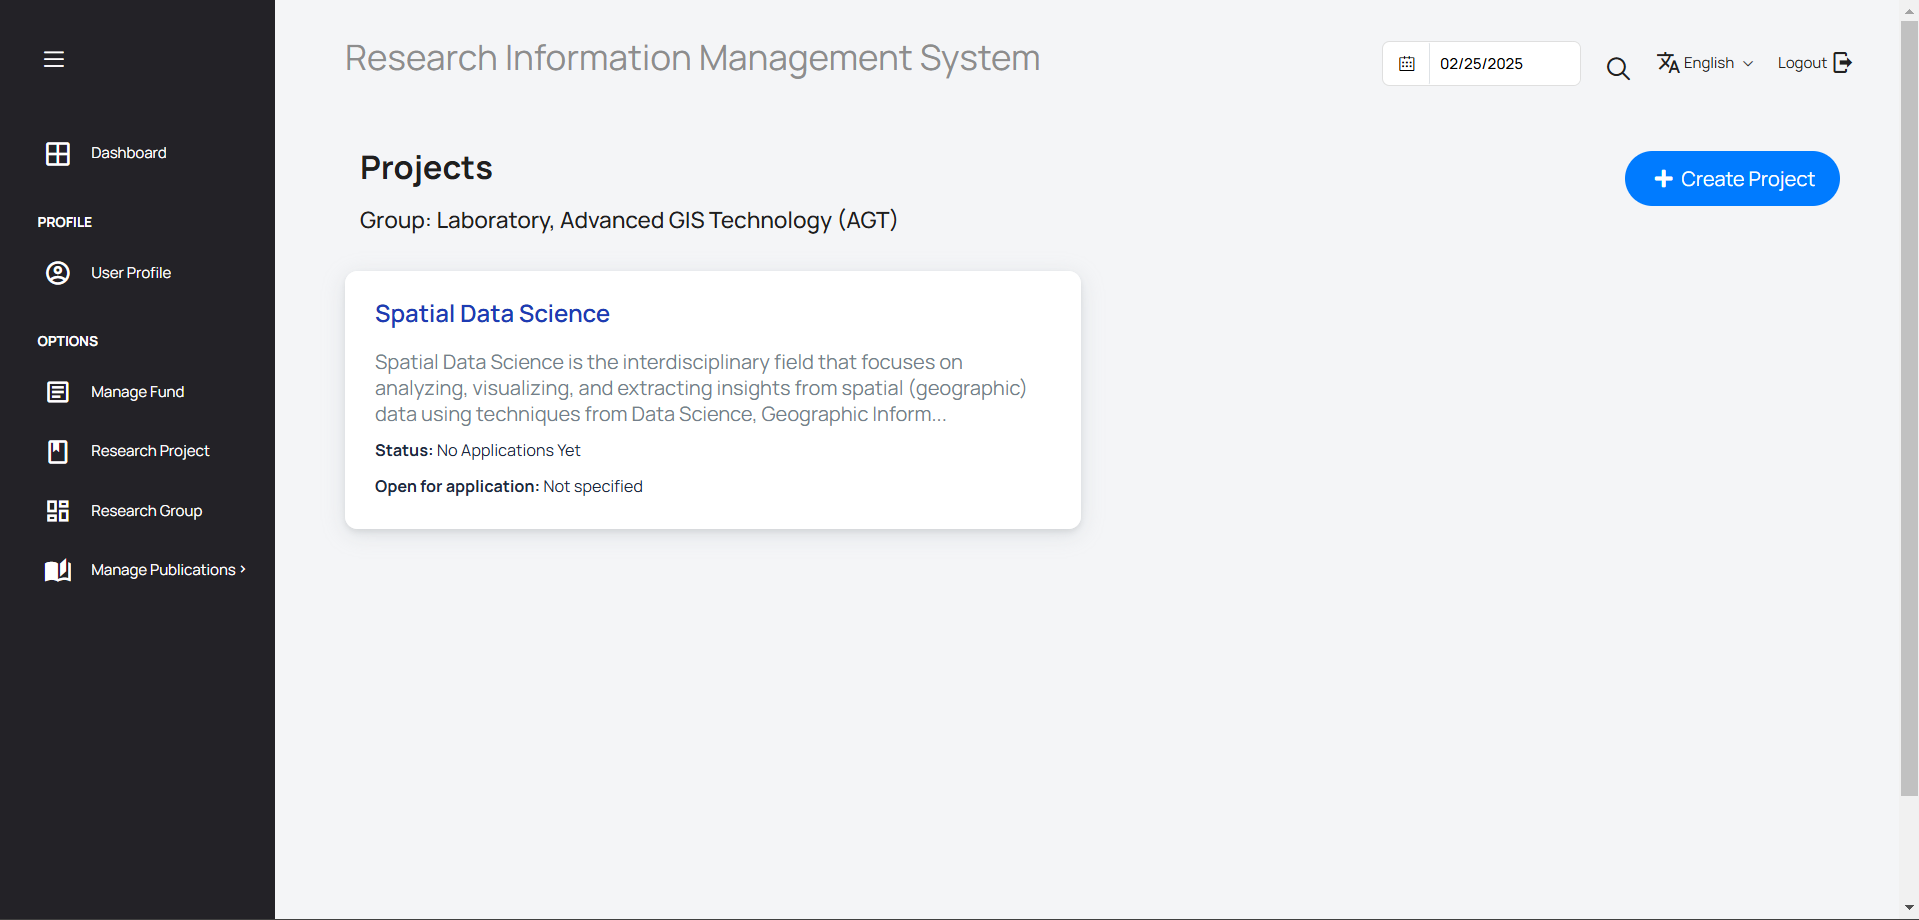 Research Information Management System
02/25/2025
English
Logout
Dashboard
PROFILE
User Profile
OPTIONS
Manage Fund
Research Project
Research Group
Manage Publications >
Projects
+ Create Project
Group: Laboratory, Advanced GIS Technology (AGT)
Spatial Data Science
Spatial Data Science is the interdisciplinary field that focuses on
analyzing, visualizing, and extracting insights from spatial (geographic)
data using techniques from Data Science, Geographic Inform...
Status: No Applications Yet
Open for application: Not specified